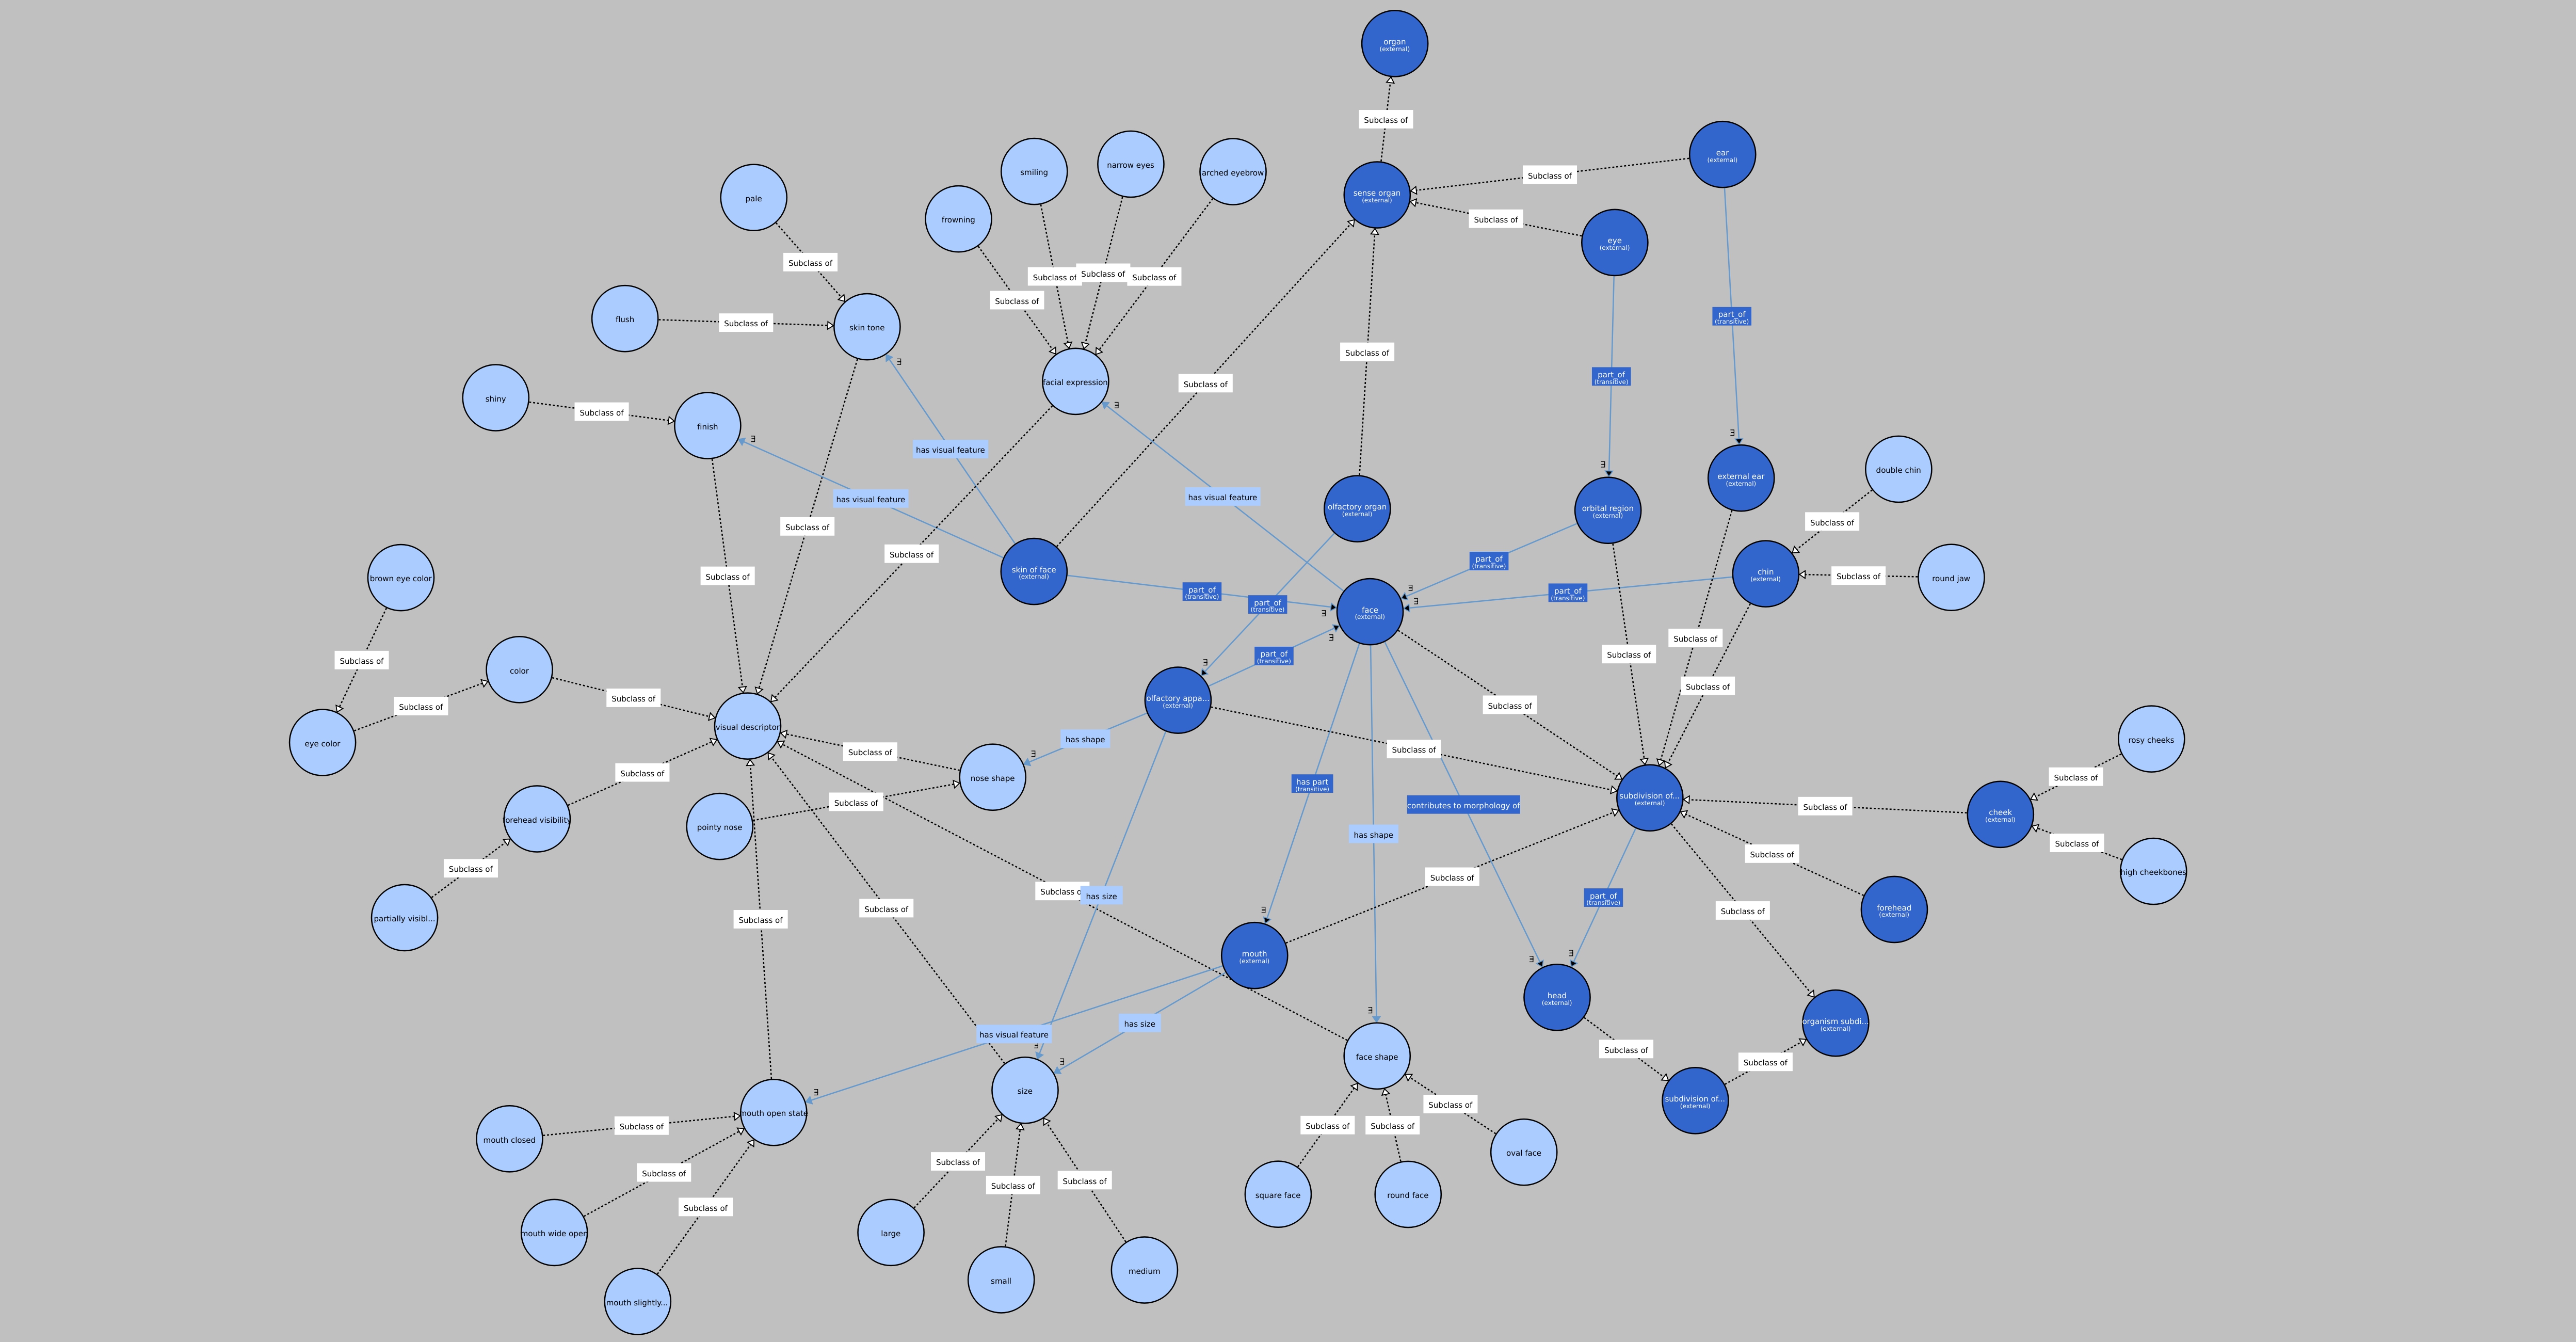 organ
(external)
Subclass of
ear
(external)
sense organ
(external)
Subclass of
Subclass of
eye
(external)
smiling
narrow eyes
arched eyebrow
pale
frowning
Subclass of
Subclass of
Subclass of
Subclass of
Subclass of
flush
Subclass of
skin tone
part_of
(transitive)
Subclass of
part_of
(transitive)
facial expression
Subclass of
shiny
Subclass of
finish
has visual feature
has visual feature
has visual feature
olfactory organ
(external)
orbital region
(external)
external ear
(external)
double chin
Subclass of
Subclass of
Subclass of
part_of
(transitive)
skin of face
(external)
chin
(external)
Subclass of
round jaw
brown eye color
Subclass of
part_of
(transitive)
part_of
(transitive)
part_of
(transitive)
face
(external)
Subclass of
Subclass of
Subclass of
part_of
(transitive)
color
Subclass of
Subclass of
Subclass of
olfactory appa...
(external)
Subclass of
visual descriptor
eye color
has shape
Subclass of
Subclass of
rosy cheeks
Subclass of
nose shape
Subclass of
has part
(transitive)
subdivision of...
(external)
Subclass of
contributes to morphology of
Subclass of
cheek
(external)
forehead visibility
pointy nose
has shape
Subclass of
Subclass of
high cheekbones
Subclass of
Subclass of
has size
Subclass of
part_of
(transitive)
Subclass of
forehead
(external)
partially visibl...
Subclass of
Subclass of
mouth
(external)
head
(external)
organism subdi...
(external)
has visual feature
has size
face shape
Subclass of
Subclass of
size
subdivision of...
(external)
mouth open state
Subclass of
Subclass of
Subclass of
Subclass of
mouth closed
Subclass of
Subclass of
Subclass of
Subclass of
oval face
Subclass of
square face
round face
mouth wide open
large
small
medium
mouth slightly...